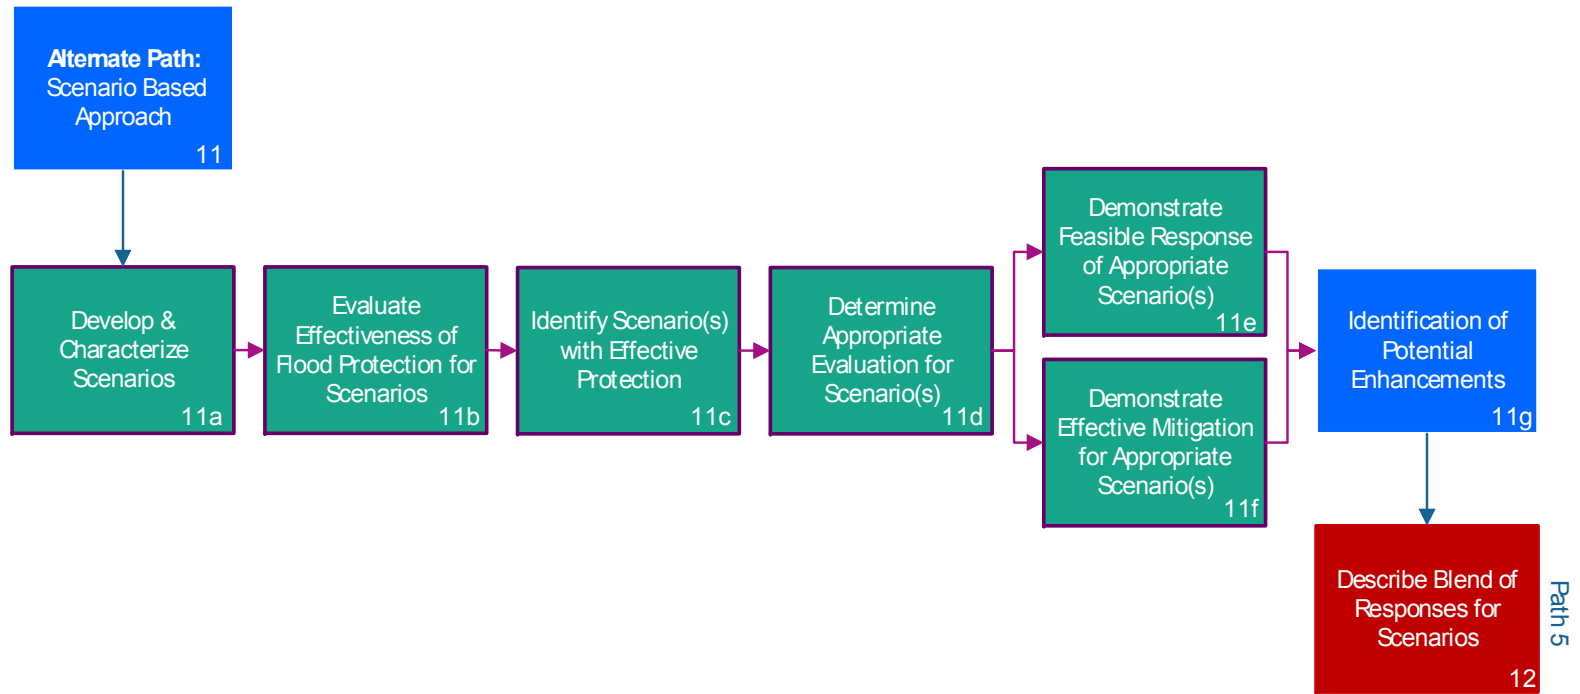 Alternate Path:
Scenario Based
Approach
11
Develop &
Characterize
Scenarios
11a
Evaluate
Effectiveness of
Flood Protection for
Scenarios
11b
Identify Scenario(s)
with Effective
Protection
11c
Determine
Appropriate
Evaluation for
Scenario(s)
11d
Demonstrate
Feasible Response
of Appropriate
Scenario(s)
11e
Demonstrate
Effective Mitigation
for Appropriate
Scenario(s)
11f
Identification of
Potential
Enhancements
11g
Describe Blend of
Responses for
Scenarios
12
Path 5